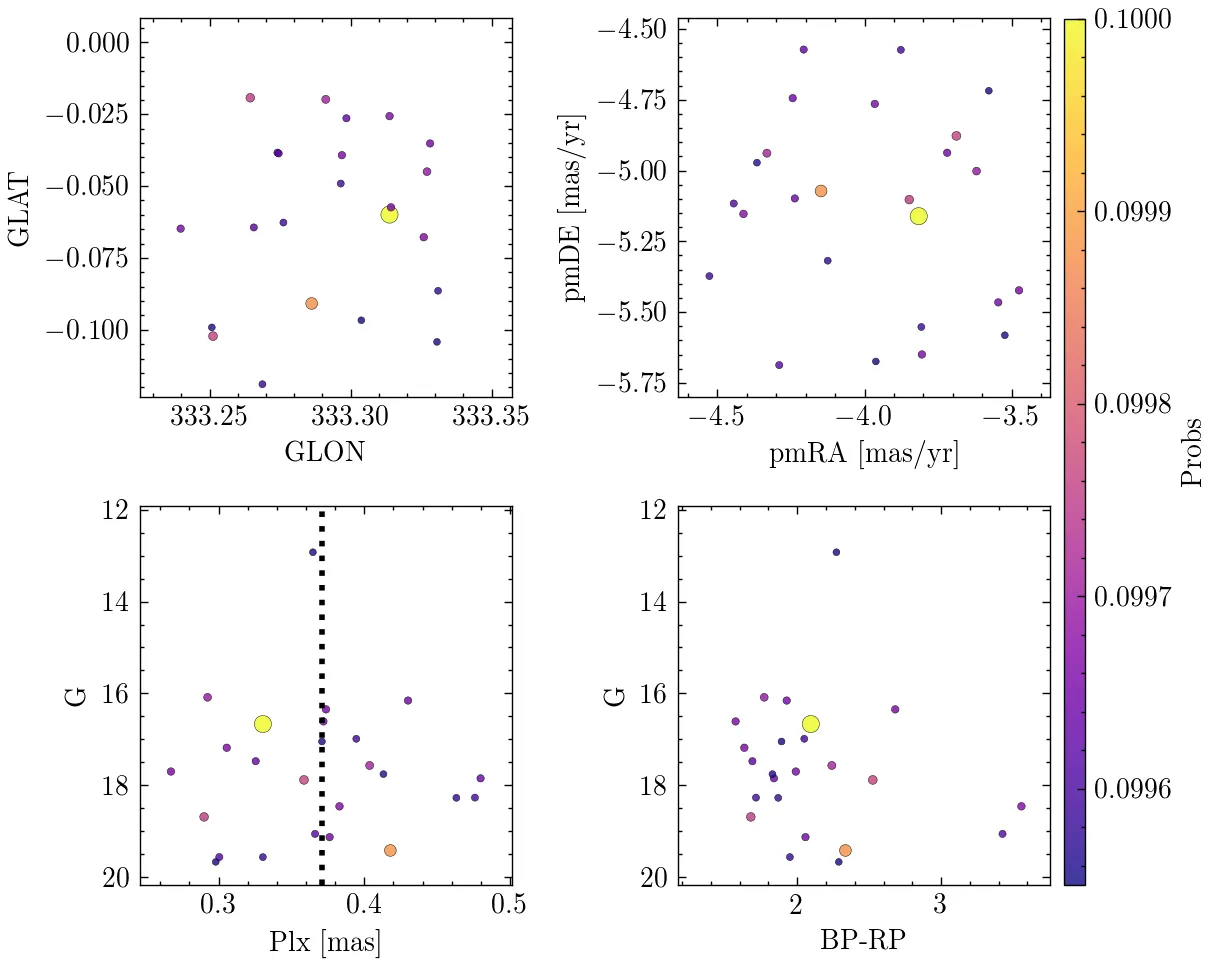 0.000
−0.025
−0.050
−0.075
−0.100
GLAT
333.25 333.30 333.35
GLON
−4.50
−4.75
−5.00
−5.25
−5.50
−5.75
pmDE [mas/yr]
−4.5 −4.0 −3.5
pmRA [mas/yr]
12
14
16
18
20
G
0.3 0.4 0.5
Plx [mas]
12
14
16
18
20
G
2 3
BP-RP
0.1000
0.0999
0.0998
0.0997
0.0996
Probs